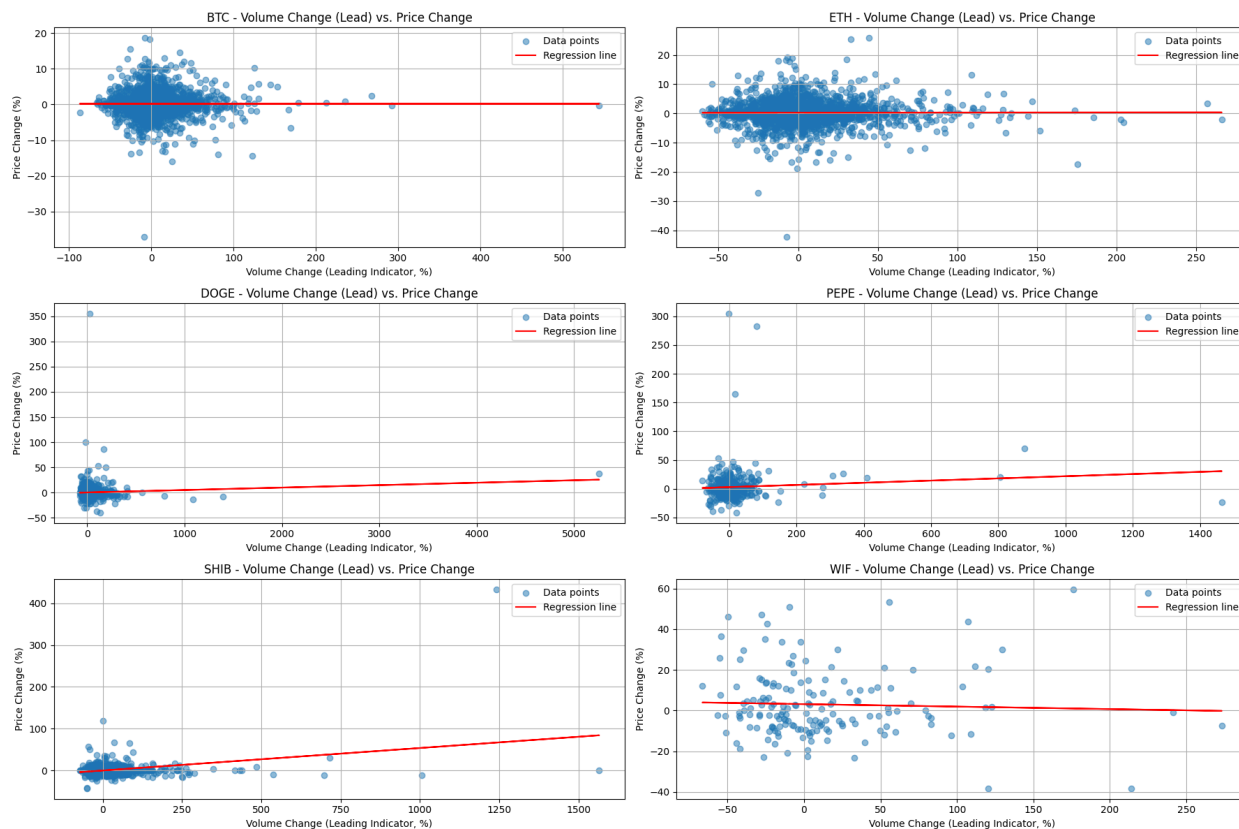 BTC - Volume Change (Lead) vs. Price Change
Price Change (%)
20
10
0
−10
−20
−30
Data points
Regression line
−100
0
100
200
300
400
500
Volume Change (Leading Indicator, %)
ETH - Volume Change (Lead) vs. Price Change
Price Change (%)
20
10
0
−10
−20
−30
−40
Data points
Regression line
−50
0
50
100
150
200
250
Volume Change (Leading Indicator, %)
DOGE - Volume Change (Lead) vs. Price Change
Price Change (%)
350
300
250
200
150
100
50
0
−50
Data points
Regression line
0
1000
2000
3000
4000
5000
Volume Change (Leading Indicator, %)
PEPE - Volume Change (Lead) vs. Price Change
Price Change (%)
300
250
200
150
100
50
0
−50
Data points
Regression line
0
200
400
600
800
1000
1200
1400
Volume Change (Leading Indicator, %)
SHIB - Volume Change (Lead) vs. Price Change
Price Change (%)
400
300
200
100
0
Data points
Regression line
0
250
500
750
1000
1250
1500
Volume Change (Leading Indicator, %)
WIF - Volume Change (Lead) vs. Price Change
Price Change (%)
60
40
20
0
−20
−40
Data points
Regression line
−50
0
50
100
150
200
250
Volume Change (Leading Indicator, %)